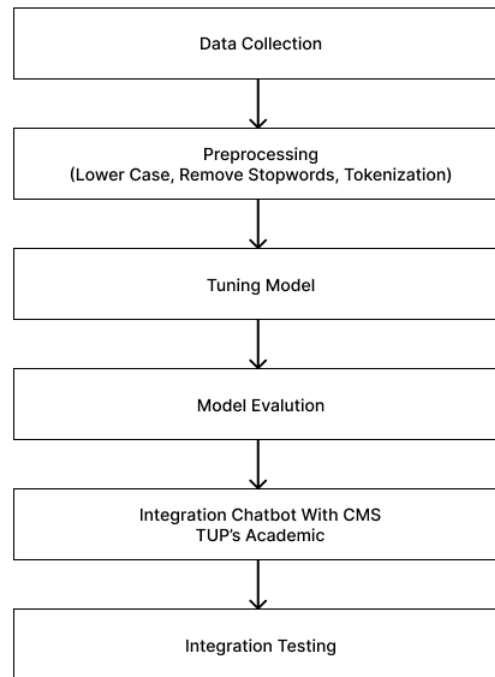 Data Collection
Preprocessing
(Lower Case, Remove Stopwords, Tokenization)
Tuning Model
Model Evalution
Integration Chatbot With CMS
TUP's Academic
Integration Testing